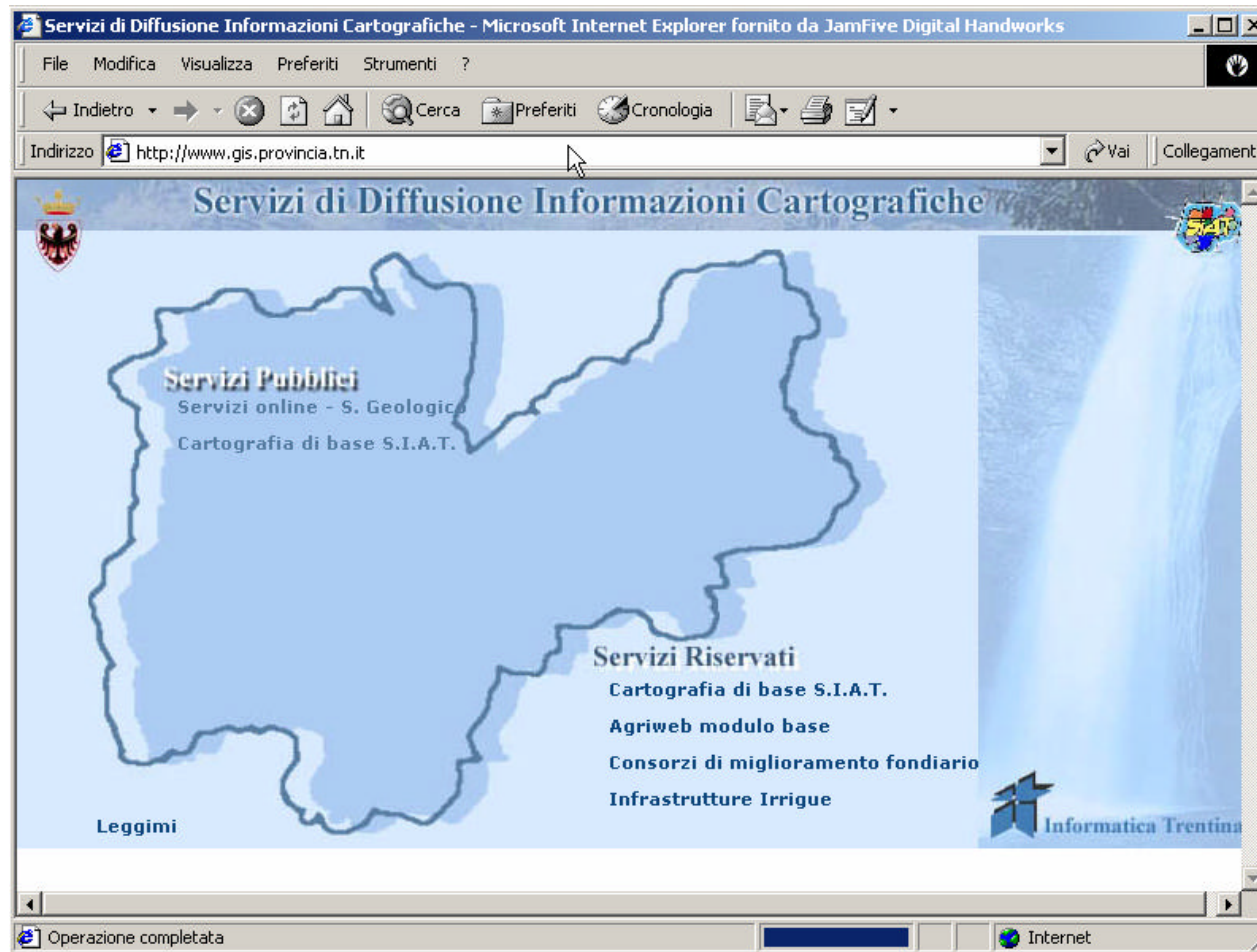 Servizi di Diffusione Informazioni Cartografiche - Microsoft Internet Explorer fornito da JamFive Digital Handworks
File Modifica Visualizza Preferiti Strumenti ?
Indietro Cerca Preferiti Cronologia
Indirizzo http://www.gis.provincia.tn.it Vai Collegament
Servizi di Diffusione Informazioni Cartografiche
SIAT
Servizi Pubblici
Servizi online - S. Geologico
Cartografia di base S.I.A.T.
Servizi Riservati
Cartografia di base S.I.A.T.
Agriweb modulo base
Consorzi di miglioramento fondiario
Infrastrutture Irrigue
Leggimi
Informatica Trentina
Operazione completata Internet